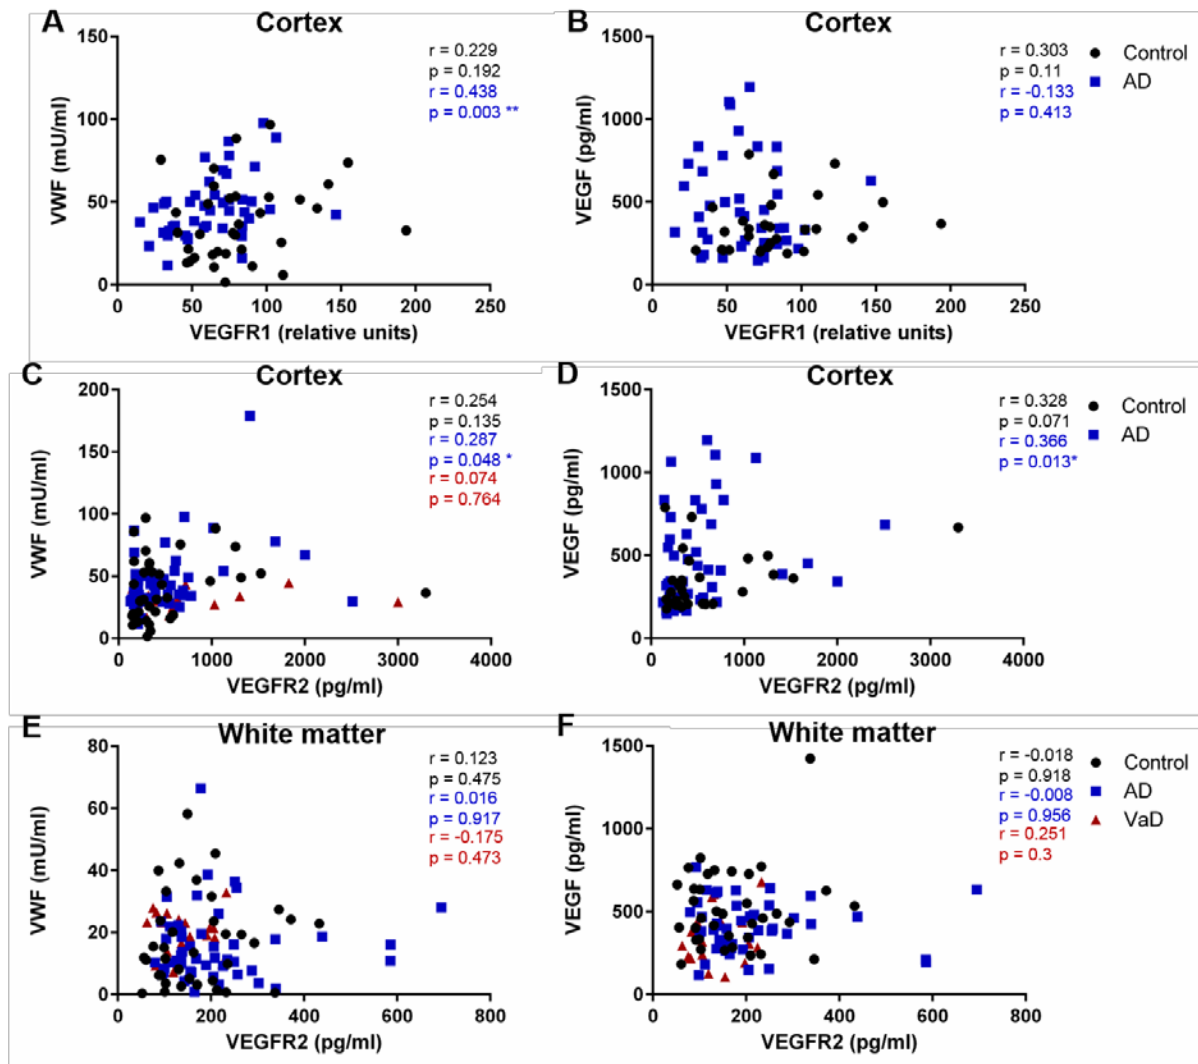 A
Cortex
r = 0.229
p = 0.192
r = 0.438
p = 0.003 **
150
100
50
0
VWF (mU/ml)
0 50 100 150 200 250
VEGFR1 (relative units)
B
Cortex
r = 0.303
p = 0.11
r = -0.133
p = 0.413
Control
AD
1500
1000
500
0
VEGF (pg/ml)
0 50 100 150 200 250
VEGFR1 (relative units)
C
Cortex
r = 0.254
p = 0.135
r = 0.287
p = 0.048 *
r = 0.074
p = 0.764
200
150
100
50
0
VWF (mU/ml)
0 1000 2000 3000 4000
VEGFR2 (pg/ml)
D
Cortex
r = 0.328
p = 0.071
r = 0.366
p = 0.013*
Control
AD
1500
1000
500
0
VEGF (pg/ml)
0 1000 2000 3000 4000
VEGFR2 (pg/ml)
E
White matter
r = 0.123
p = 0.475
r = 0.016
p = 0.917
r = -0.175
p = 0.473
80
60
40
20
0
VWF (mU/ml)
0 200 400 600 800
VEGFR2 (pg/ml)
F
White matter
r = -0.018
p = 0.918
r = -0.008
p = 0.956
r = 0.251
p = 0.3
Control
AD
VaD
1500
1000
500
0
VEGF (pg/ml)
0 200 400 600 800
VEGFR2 (pg/ml)